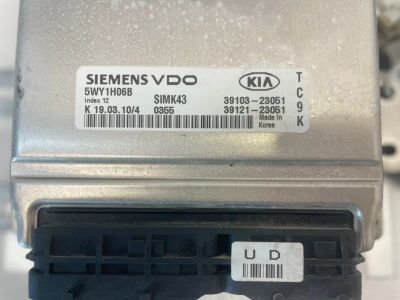 SIEMENS VDO KIA
5WY1H06B
Index 12 SIMK43 39103-23051
K 19.03.10/4 0355 39121-23051
Made in
Korea
T
C
9
K
U D